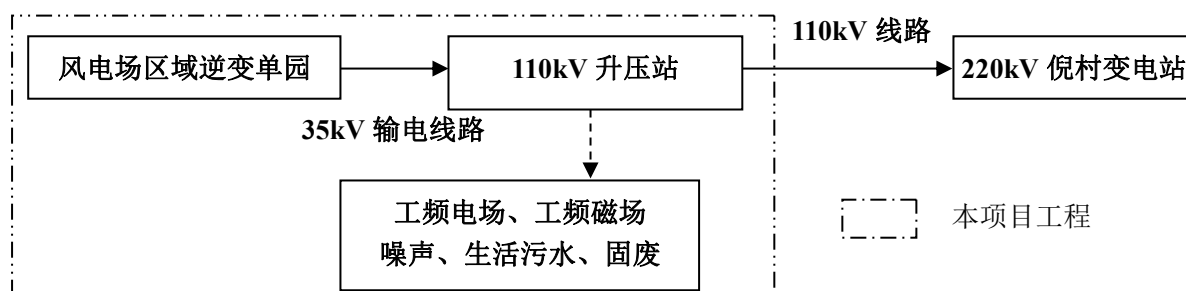 110kV 线路
风电场区域逆变单园
110kV 升压站
220kV 倪村变电站
35kV 输电线路
工频电场、工频磁场
噪声、生活污水、固废
本项目工程